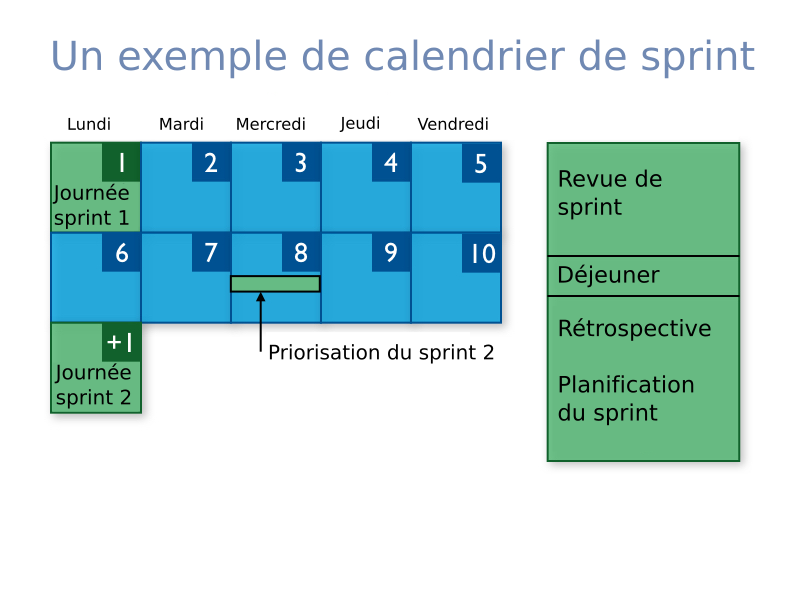 Un exemple de calendrier de sprint
Lundi
Mardi
Mercredi
Jeudi
Vendredi
1
2
3
4
5
Journée
sprint 1
6
7
8
9
10
+1
Journée
sprint 2
Priorisation du sprint 2
Revue de
sprint
Déjeuner
Rétrospective
Planification
du sprint